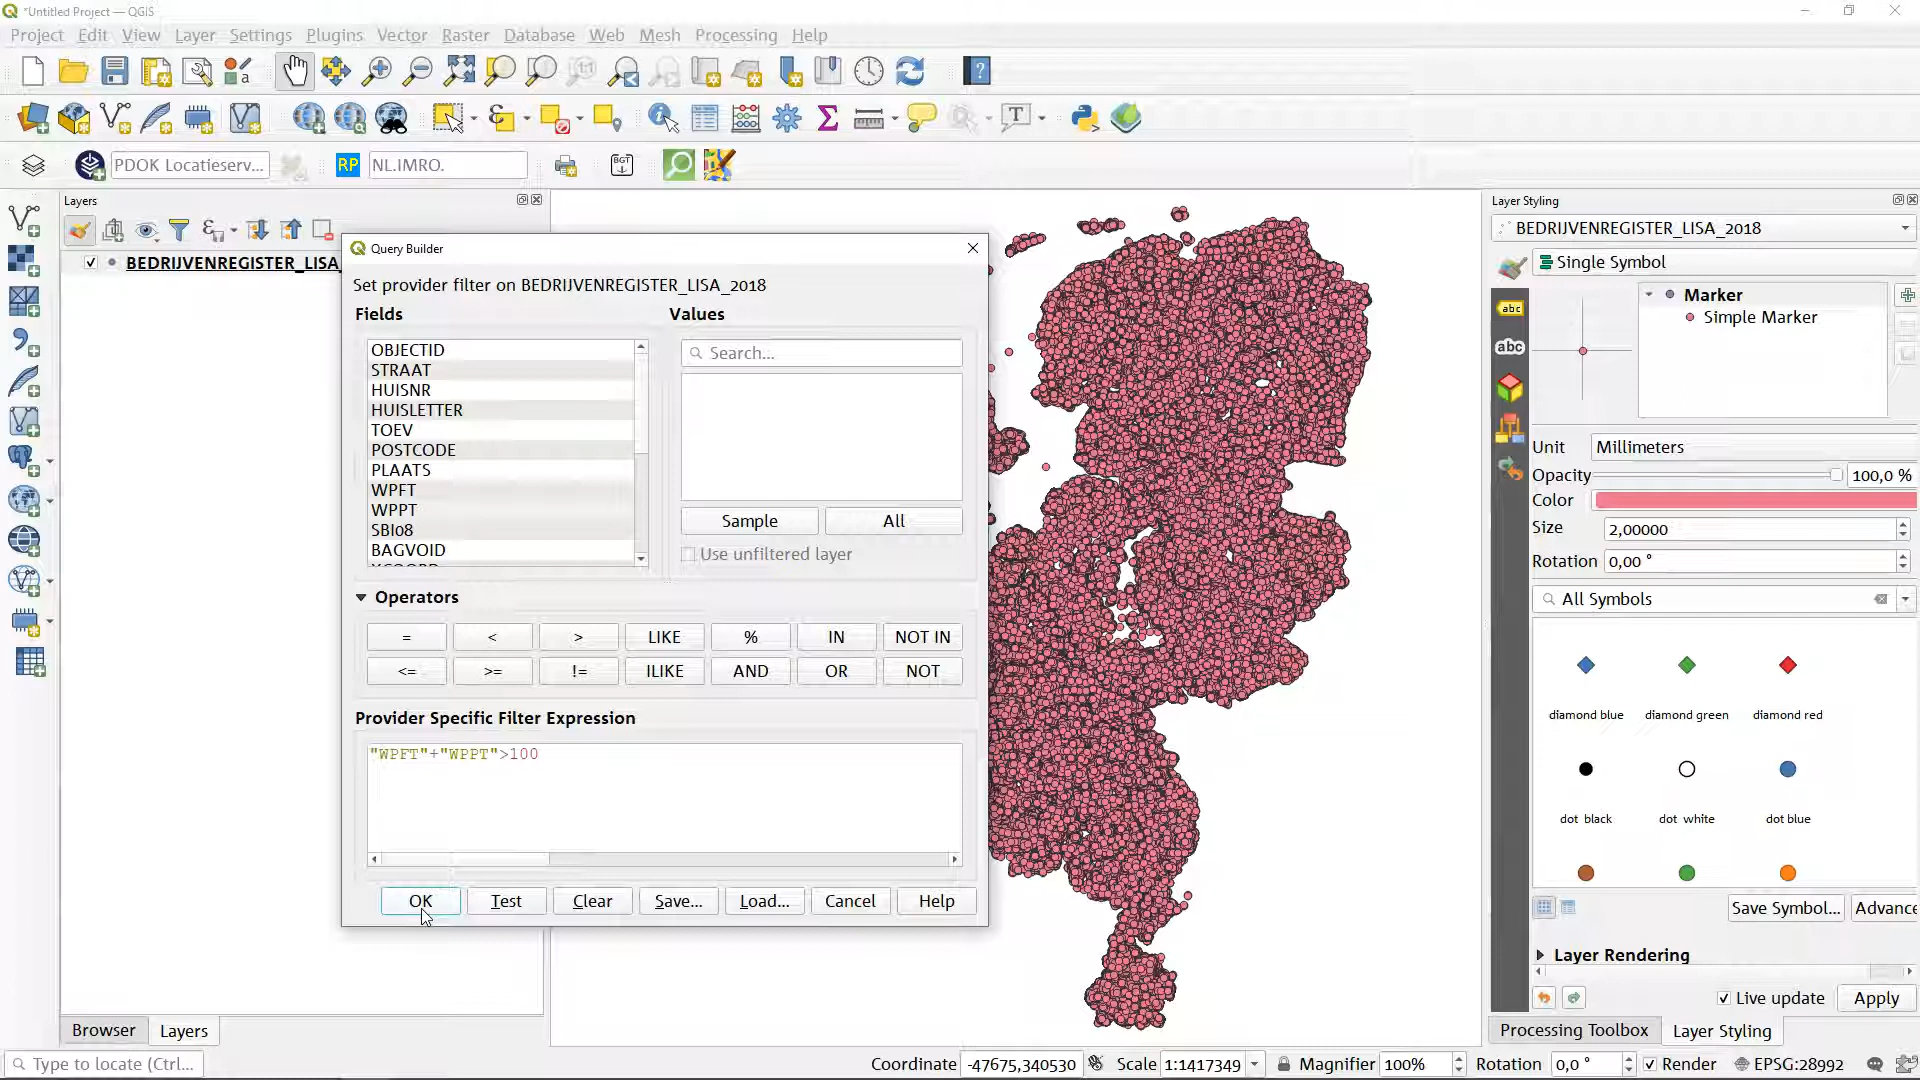 *Untitled Project — QGIS
Project Edit View Layer Settings Plugins Vector Raster Database Web Mesh Processing Help
PDOK Locatieserv...
RP
NL.IMRO.
BGT
Layers
BEDRIJVENREGISTER_LISA_
Query Builder
Set provider filter on BEDRIJVENREGISTER_LISA_2018
Fields
Values
OBJECTID
STRAAT
HUISNR
HUISLETTER
TOEV
POSTCODE
PLAATS
WPFT
WPPT
SBI08
BAGVOID
Search...
Sample
All
Use unfiltered layer
Operators
= < > LIKE % IN NOT IN
<= >= != ILIKE AND OR NOT
Provider Specific Filter Expression
"WPFT"+"WPPT">100
OK Test Clear Save... Load... Cancel Help
Layer Styling
BEDRIJVENREGISTER_LISA_2018
Single Symbol
Marker
Simple Marker
abc
abc
Unit Millimeters
Opacity 100,0 %
Color
Size 2,00000
Rotation 0,00 °
All Symbols
diamond blue diamond green diamond red
dot black dot white dot blue
Save Symbol... Advance
Layer Rendering
Live update Apply
Browser Layers
Processing Toolbox Layer Styling
Type to locate (Ctrl... Coordinate -47675,340530 Scale 1:1417349 Magnifier 100% Rotation 0,0 ° Render EPSG:28992